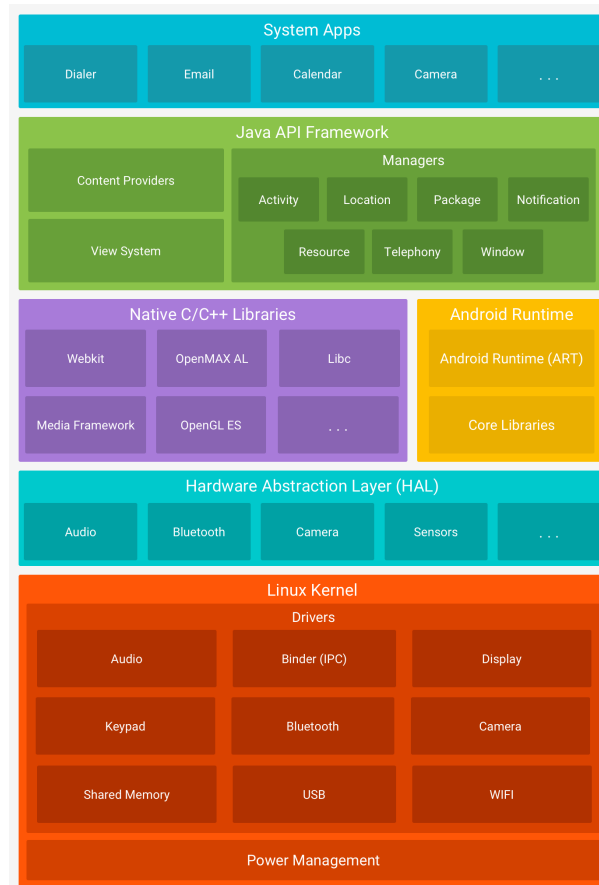 System Apps
Dialer
Email
Calendar
Camera
. . .
Java API Framework
Content Providers
View System
Managers
Activity
Location
Package
Notification
Resource
Telephony
Window
Native C/C++ Libraries
Webkit
OpenMAX AL
Libc
Media Framework
OpenGL ES
. . .
Android Runtime
Android Runtime (ART)
Core Libraries
Hardware Abstraction Layer (HAL)
Audio
Bluetooth
Camera
Sensors
. . .
Linux Kernel
Drivers
Audio
Binder (IPC)
Display
Keypad
Bluetooth
Camera
Shared Memory
USB
WIFI
Power Management